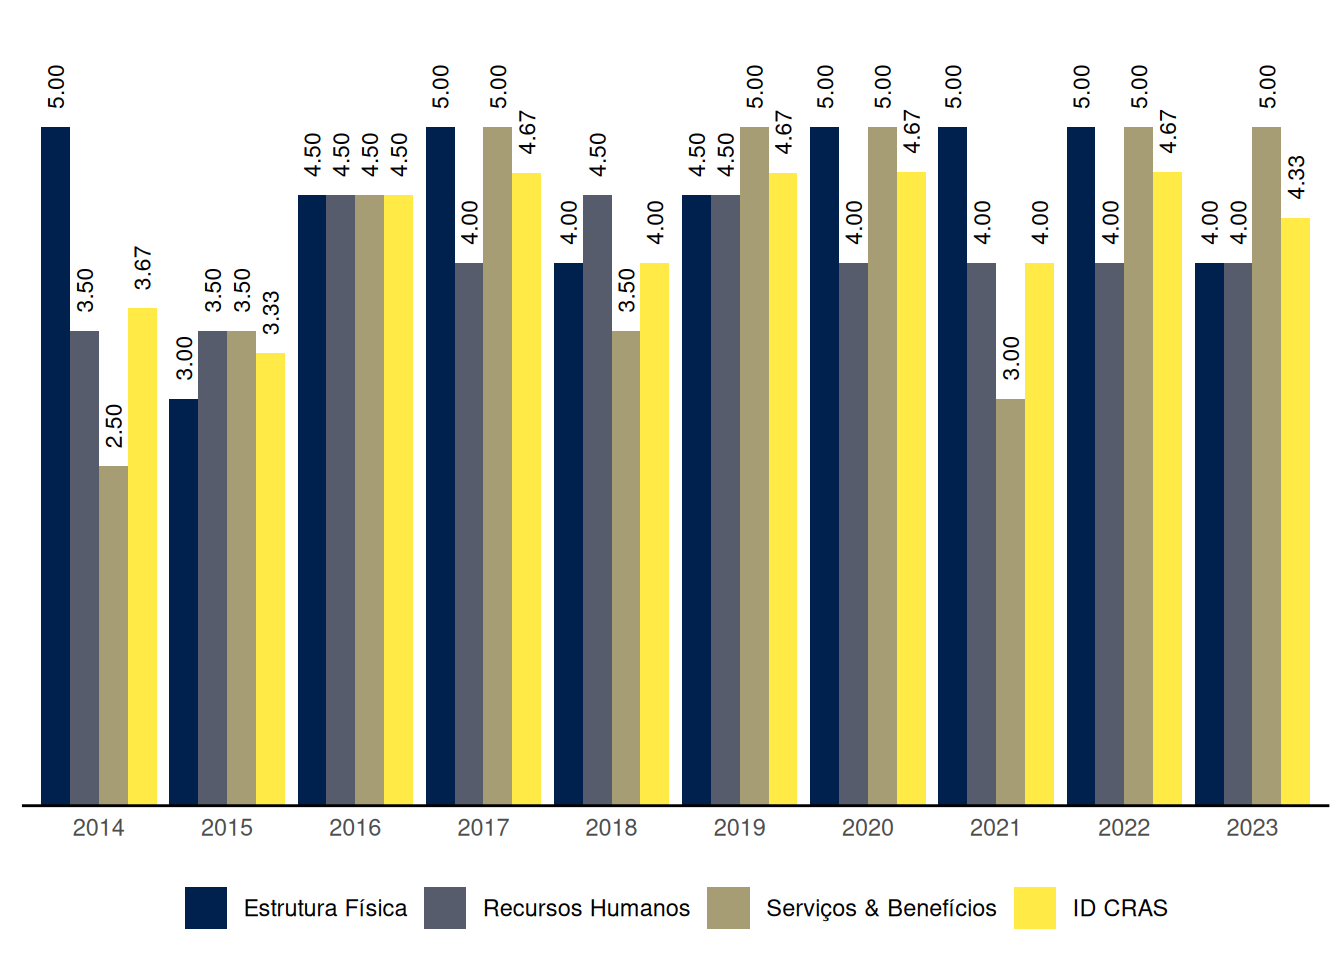 5.00 3.50 2.50 3.67 3.00 3.50 3.50 3.33 4.50 4.50 4.50 4.50 5.00 4.00 5.00 4.67 4.00 4.50 3.50 4.00 4.50 4.50 5.00 4.67 5.00 4.00 5.00 4.67 5.00 4.00 3.00 4.00 5.00 4.00 5.00 4.67 4.00 4.00 5.00 4.33
2014 2015 2016 2017 2018 2019 2020 2021 2022 2023
Estrutura Física Recursos Humanos Serviços & Benefícios ID CRAS